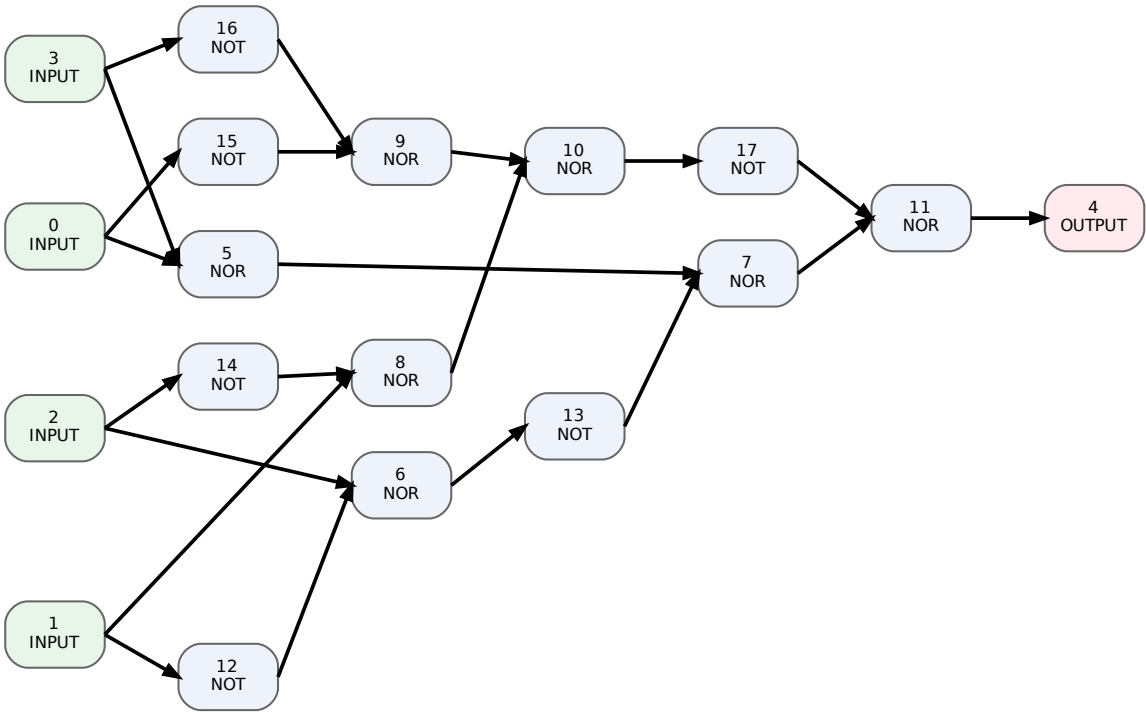 3
INPUT
16
NOT
15
NOT
0
INPUT
5
NOR
9
NOR
10
NOR
17
NOT
11
NOR
4
OUTPUT
7
NOR
14
NOT
8
NOR
2
INPUT
13
NOT
6
NOR
1
INPUT
12
NOT